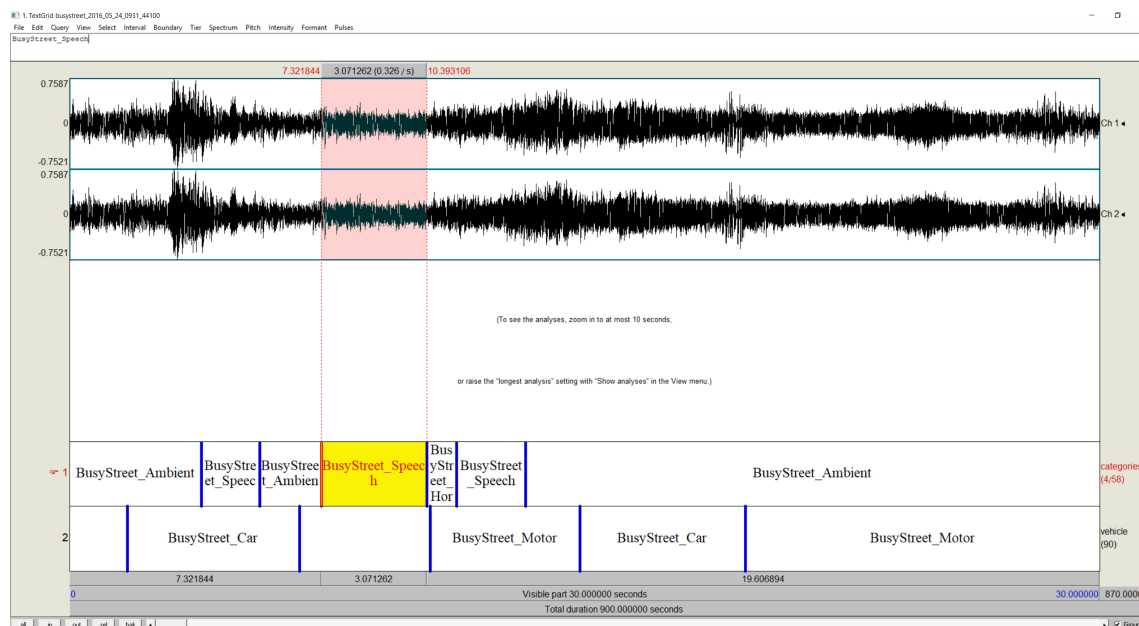 1. TextGrid busystreet_2016_05_24_0931_44100
File Edit Query View Select Interval Boundary Tier Spectrum Pitch Intensity Formant Pulses
BusyStreet_Speech
7.321844 3.071262 (0.326 / s) 10.393106
0.7587
0
-0.7521
Ch 1
0.7587
0
-0.7521
Ch 2
(To see the analyses, zoom in to at most 10 seconds,
or raise the "longest analysis" setting with "Show analyses" in the View menu.)
1
BusyStreet_Ambient
BusyStre
et_Speec
BusyStree
t_Ambien
BusyStreet_Speec
h
Bus
yStr
eet_
Hor
BusyStreet
_Speech
BusyStreet_Ambient
categories
(4/58)
2
BusyStreet_Car
BusyStreet_Motor
BusyStreet_Car
BusyStreet_Motor
vehicle
(90)
7.321844 3.071262 19.606894
0 Visible part 30.000000 seconds 30.000000 870.0000
Total duration 900.000000 seconds
all in out sel bak